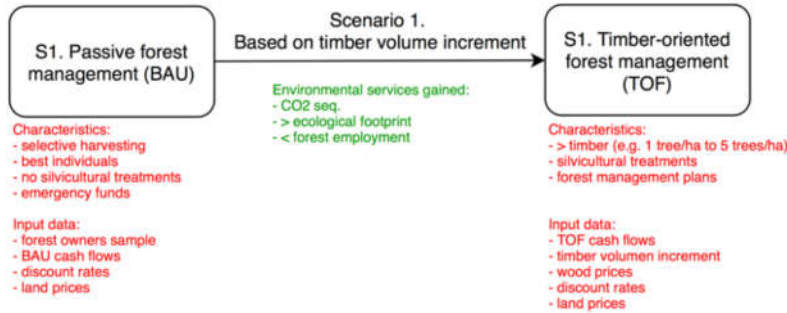 S1. Passive forest
management (BAU)
Scenario 1.
Based on timber volume increment
S1. Timber-oriented
forest management
(TOF)
Environmental services gained:
- CO2 seq.
- > ecological footprint
- < forest employment
Characteristics:
- selective harvesting
- best individuals
- no silvicultural treatments
- emergency funds
Input data:
- forest owners sample
- BAU cash flows
- discount rates
- land prices
Characteristics:
- > timber (e.g. 1 tree/ha to 5 trees/ha)
- silvicultural treatments
- forest management plans
Input data:
- TOF cash flows
- timber volumen increment
- wood prices
- discount rates
- land prices